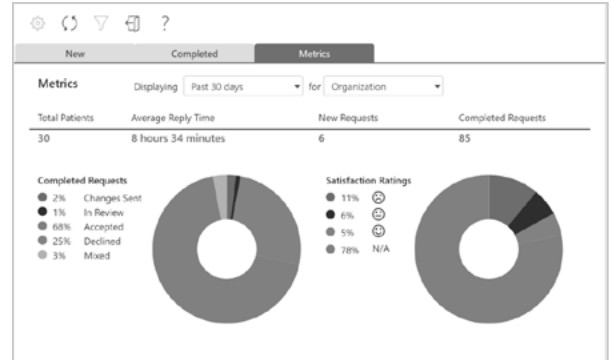 ?
New Completed Metrics
Metrics Displaying Past 30 days for Organization
Total Patients Average Reply Time New Requests Completed Requests
30 8 hours 34 minutes 6 85
Completed Requests
2% Changes Sent
1% In Review
68% Accepted
25% Declined
3% Mixed
Satisfaction Ratings
11%
6%
5%
78% N/A